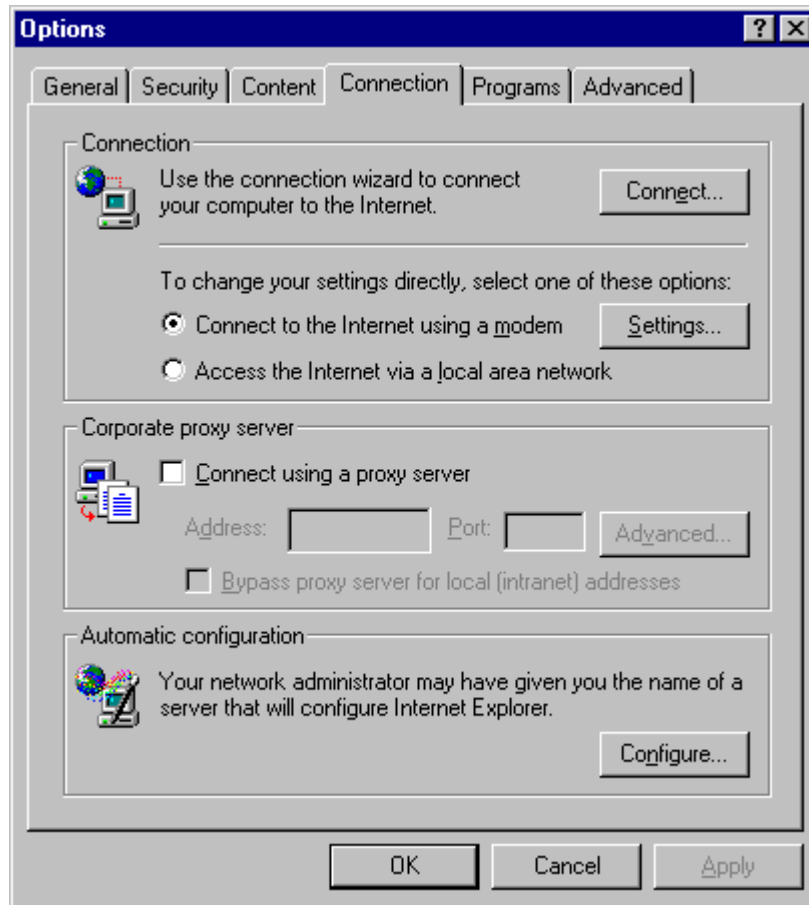 Options
General Security Content Connection Programs Advanced
Connection
Use the connection wizard to connect
your computer to the Internet.
Connect...
To change your settings directly, select one of these options:
Connect to the Internet using a modem
Settings...
Access the Internet via a local area network
Corporate proxy server
Connect using a proxy server
Address: Port: Advanced...
Bypass proxy server for local (intranet) addresses
Automatic configuration
Your network administrator may have given you the name of a
server that will configure Internet Explorer.
Configure...
OK Cancel Apply